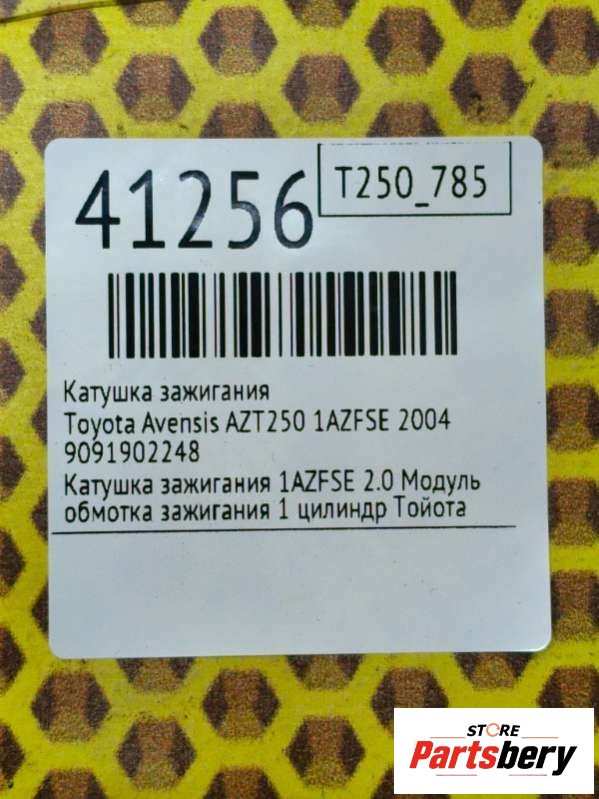 41256
T250_785
Катушка зажигания
Toyota Avensis AZT250 1AZFSE 2004
9091902248
Катушка зажигания 1AZFSE 2.0 Модуль
обмотка зажигания 1 цилиндр Тойота
STORE
Partsbery